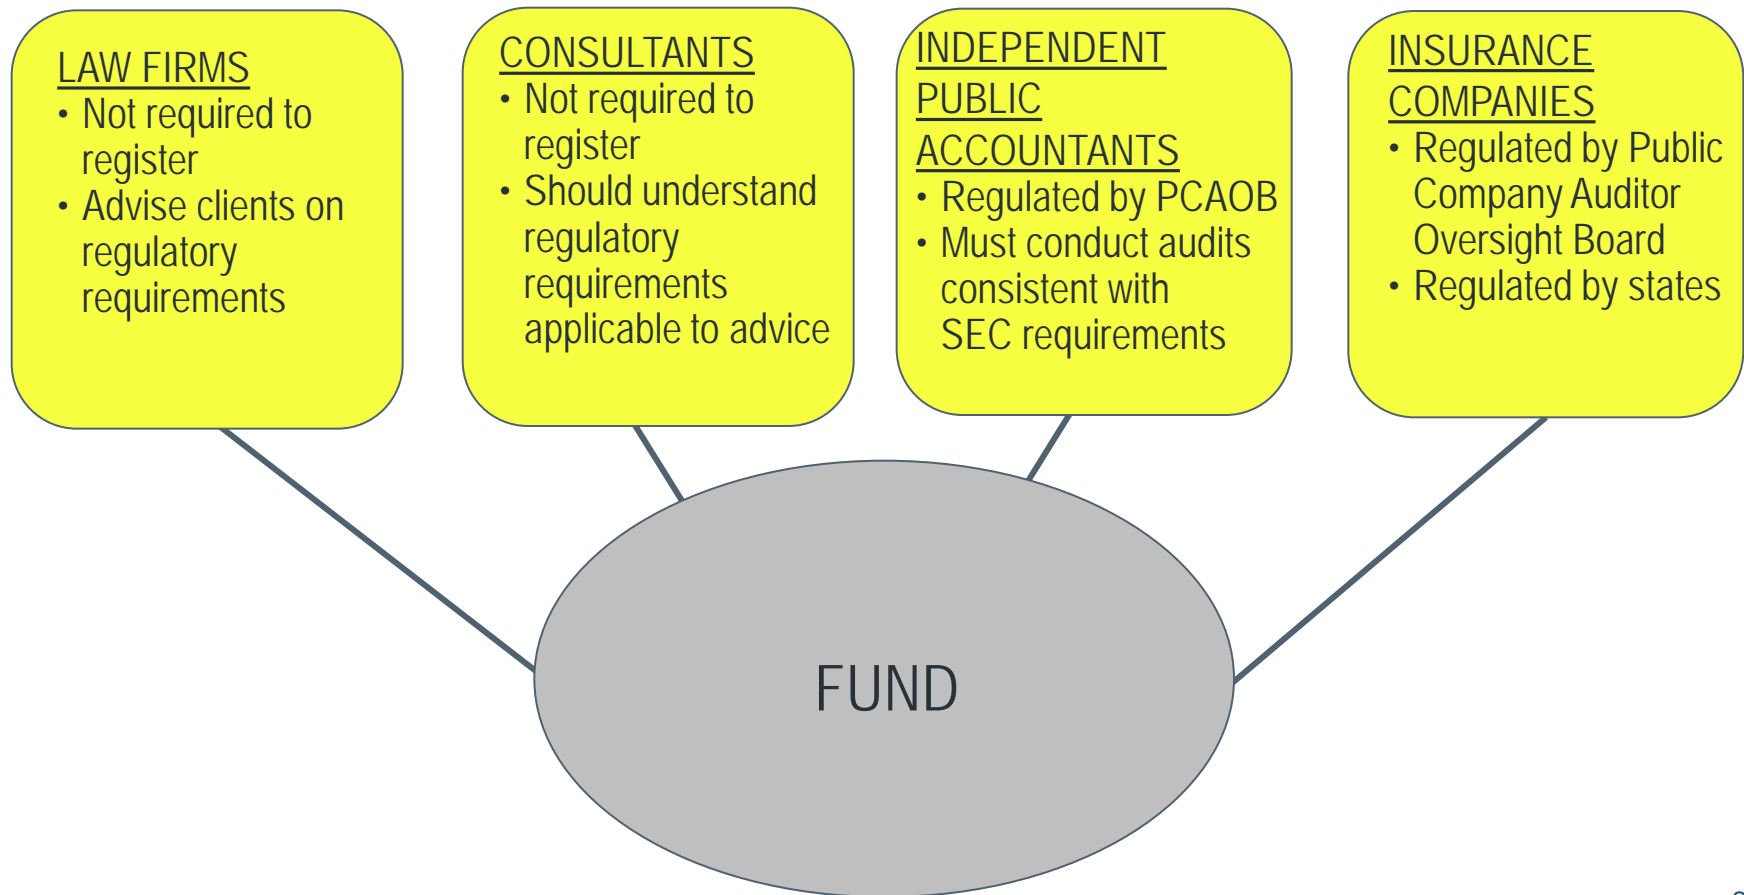 LAW FIRMS
• Not required to
register
• Advise clients on
regulatory
requirements
CONSULTANTS
• Not required to
register
• Should understand
regulatory
requirements
applicable to advice
INDEPENDENT
PUBLIC
ACCOUNTANTS
• Regulated by PCAOB
• Must conduct audits
consistent with
SEC requirements
INSURANCE
COMPANIES
• Regulated by Public
Company Auditor
Oversight Board
• Regulated by states
FUND